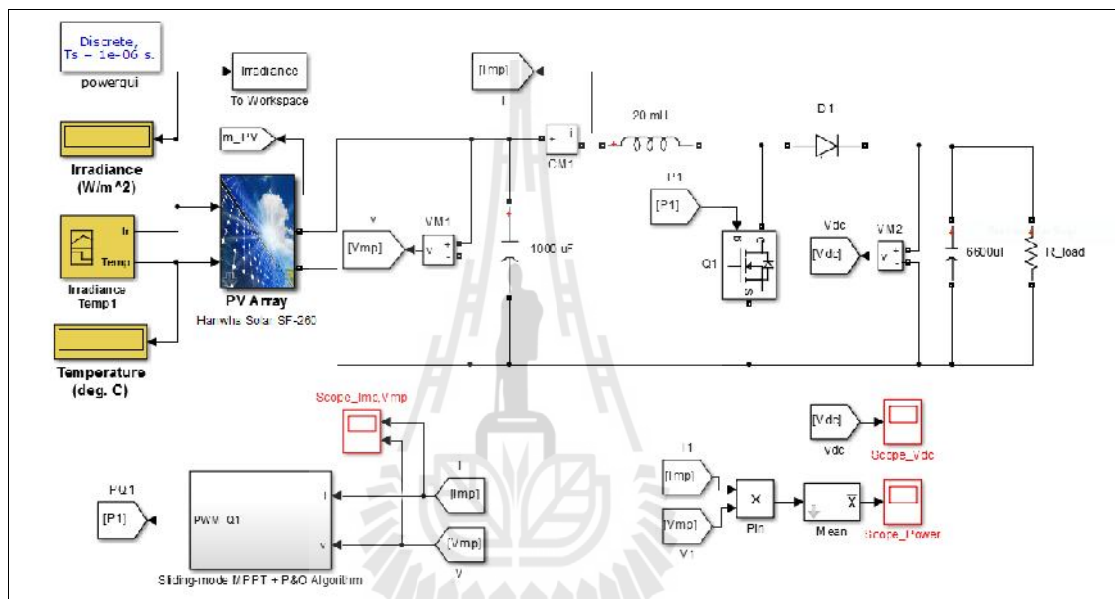 Discrete,
Ts = 1e-06 s.
powergui
Irradiance
To Workspace
[Imp]
I
Irradiance
(W/m^2)
m_PV
Ir
Temp
Irradiance
Temp1
PV Array
Hanwha Solar SF-260
Temperature
(deg. C)
V
[Vmp]
VM1
+
-
v
1000 uF
+
i
CM1
20 mH
D1
P1
[P1]
Q1
g
S
Vdc
[Vdc]
VM2
+
-
v
6600uF
R_load
Scope_Imp,Vmp
PQ1
[P1]
PWM_Q1
I
V
Sliding-mode MPPT + P&O Algorithm
I
[Imp]
[Vmp]
V
I1
[Imp]
[Vmp]
V1
×
Pin
x
Mean
[Vdc]
Vdc
Scope_Vdc
Scope_Power